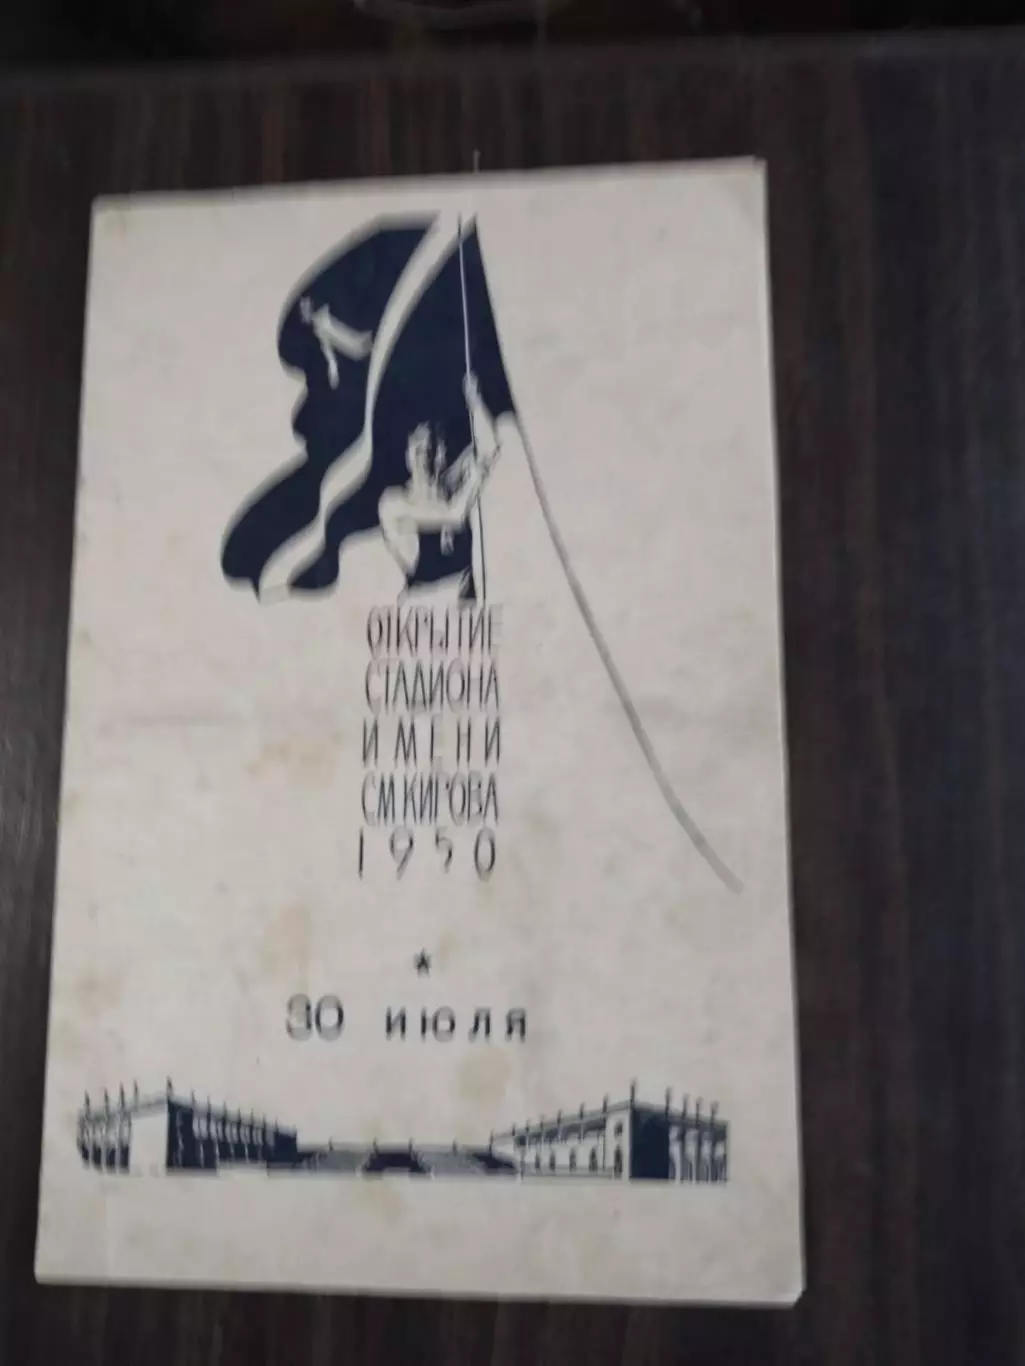 ОТКРЫТИЕ
СТАДИОНА
ИМЕНИ
С.М.КИРОВА
1950
30 ИЮЛЯ